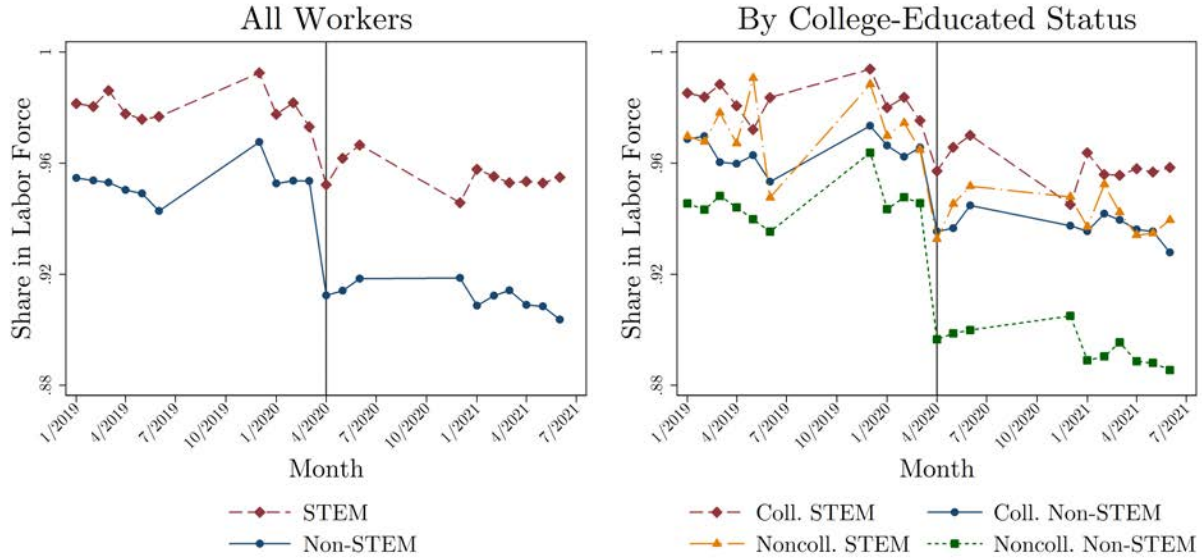 All Workers
Share in Labor Force
1
.96
.92
.88
1/2019
4/2019
7/2019
10/2019
1/2020
4/2020
7/2020
10/2020
1/2021
4/2021
7/2021
Month
STEM
Non-STEM
By College-Educated Status
Share in Labor Force
1
.96
.92
.88
1/2019
4/2019
7/2019
10/2019
1/2020
4/2020
7/2020
10/2020
1/2021
4/2021
7/2021
Month
Coll. STEM
Coll. Non-STEM
Noncoll. STEM
Noncoll. Non-STEM